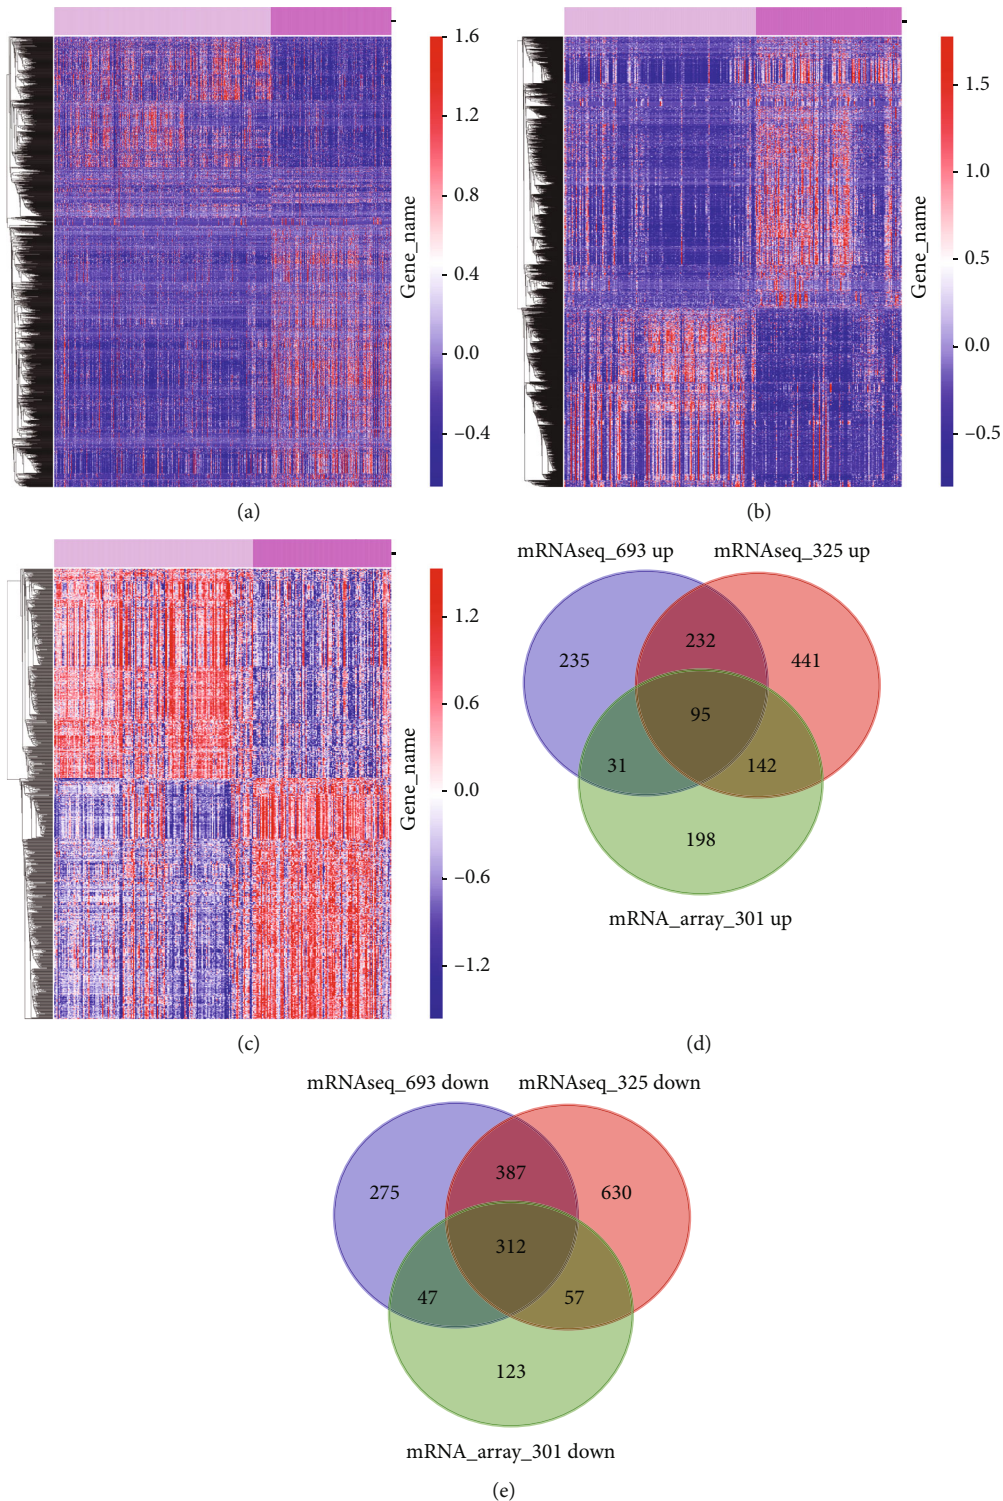 1.6
1.2
0.8
0.4
0.0
−0.4
Gene_name
(a)
1.5
1.0
0.5
0.0
−0.5
Gene_name
(b)
1.2
0.6
0.0
−0.6
−1.2
Gene_name
(c)
mRNAseq_693 up
mRNAseq_325 up
235
232
441
95
31
142
198
mRNA_array_301 up
(d)
mRNAseq_693 down
mRNAseq_325 down
275
387
630
312
47
57
123
mRNA_array_301 down
(e)